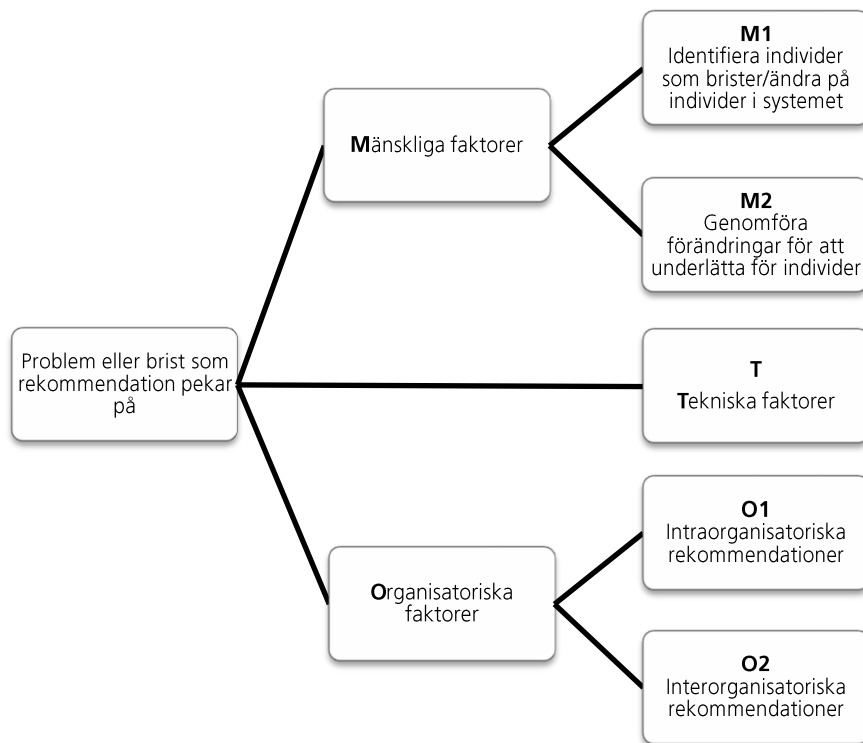 M1
Identifiera individer
som brister/ändra på
individer i systemet
Mänskliga faktorer
M2
Genomföra
förändringar för att
underlätta för individer
Problem eller brist som
rekommendation pekar
på
T
Tekniska faktorer
O1
Intraorganisatoriska
rekommendationer
Organisatoriska
faktorer
O2
Interorganisatoriska
rekommendationer